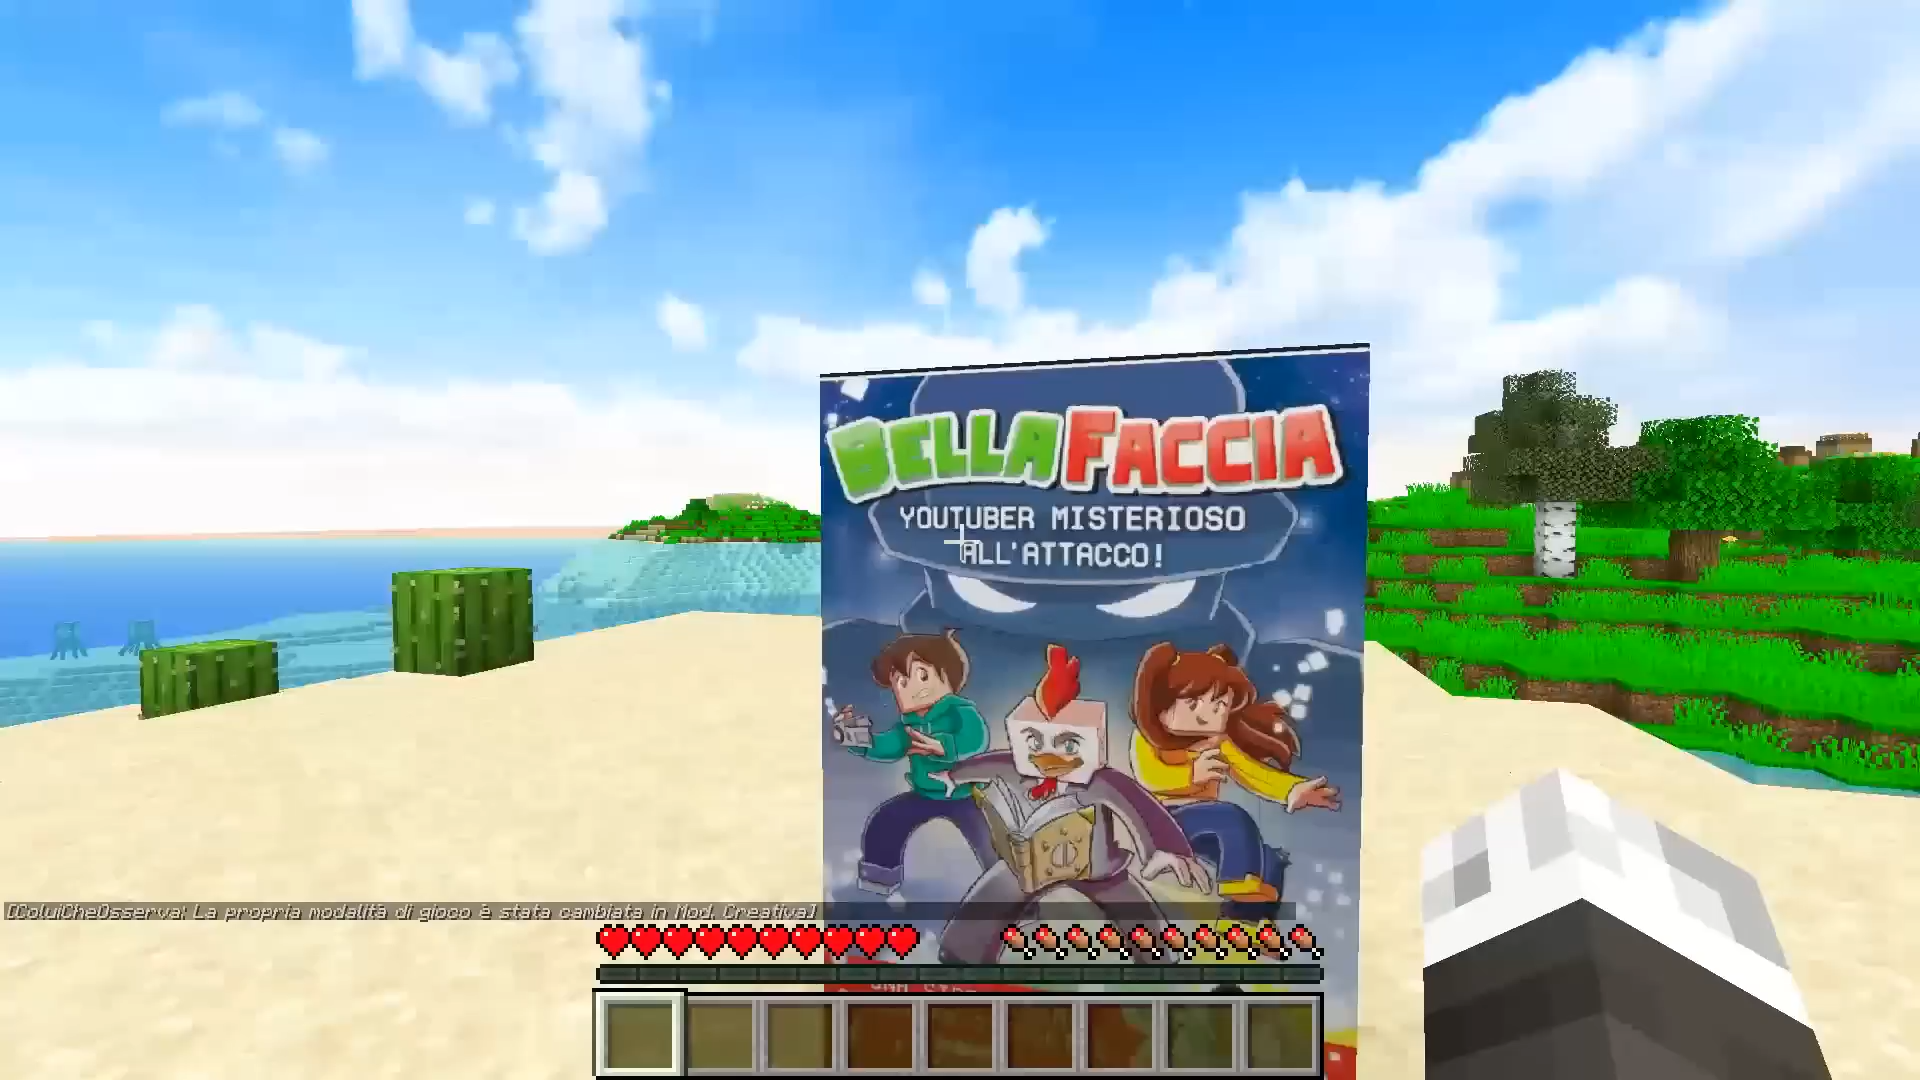 BELLAFACCIA
YOUTUBER MISTERIOSO
ALL'ATTACCO!
[ColuiCheOsserva: La propria modalità di gioco è stata cambiata in Mod. Creativa]